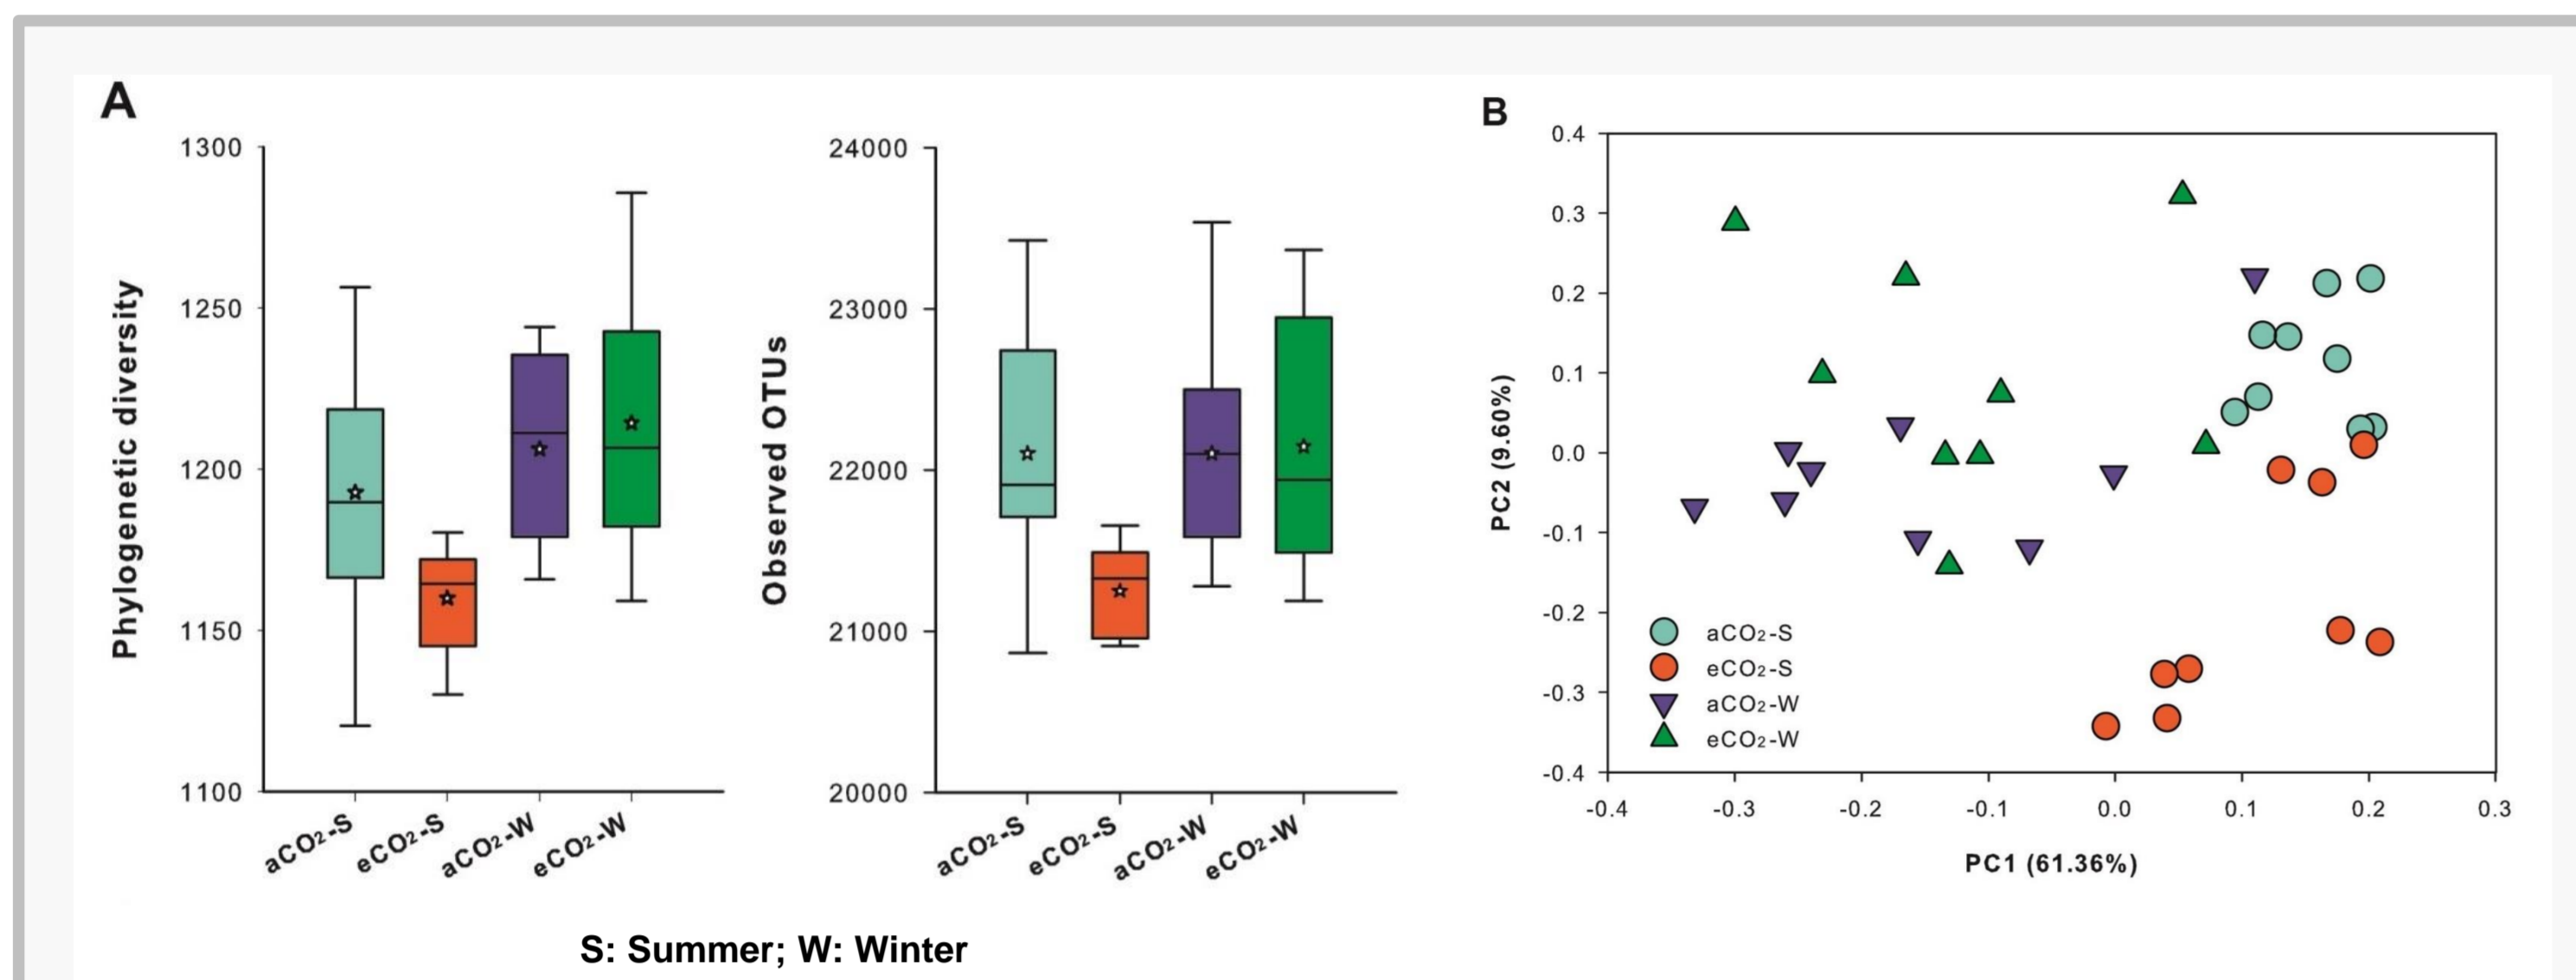 A
Phylogenetic diversity
1300
1250
1200
1150
1100
aCO₂-S
eCO₂-S
aCO₂-W
eCO₂-W
Observed OTUs
24000
23000
22000
21000
20000
aCO₂-S
eCO₂-S
aCO₂-W
eCO₂-W
S: Summer; W: Winter
B
PC2 (9.60%)
0.4
0.3
0.2
0.1
0.0
-0.1
-0.2
-0.3
-0.4
aCO₂-S
eCO₂-S
aCO₂-W
eCO₂-W
-0.4 -0.3 -0.2 -0.1 0.0 0.1 0.2 0.3
PC1 (61.36%)